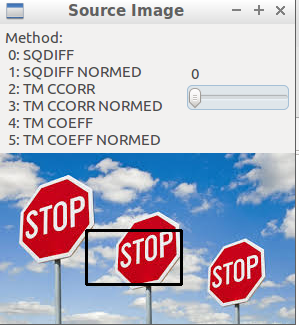 Source Image
Method:
0: SQDIFF
1: SQDIFF NORMED
2: TM CCORR
3: TM CCORR NORMED
4: TM COEFF
5: TM COEFF NORMED
0
STOP
STOP
STOP